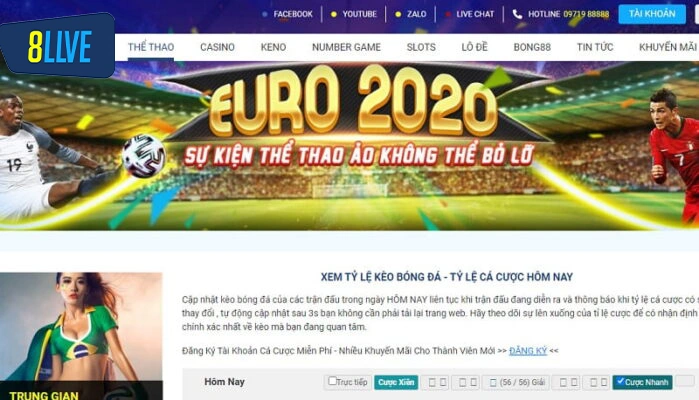 FACEBOOK YOUTUBE ZALO LIVE CHAT HOTLINE 09719 88888 TÀI KHOẢN
8LLVE
THỂ THAO CASINO KENO NUMBER GAME SLOTS LÔ ĐỀ BONG88 TIN TỨC KHUYẾN MÃI
EURO 2020
SỰ KIỆN THỂ THAO ẢO KHÔNG THỂ BỎ LỠ
19
7
XEM TỶ LỆ KÈO BÓNG ĐÁ - TỶ LỆ CÁ CƯỢC HÔM NAY
Cập nhật kèo bóng đá của các trận đấu trong ngày HÔM NAY liên tục khi trận đấu đang diễn ra và thông báo khi tỷ lệ cá cược có s
thay đổi , tự động cập nhật sau 3s bạn không cần phải tải lại trang web. Hãy theo dõi sự lên xuống của tỉ lệ cược để có nhận định
chính xác nhất về kèo mà bạn đang quan tâm.
Đăng Ký Tài Khoản Cá Cược Miễn Phí - Nhiều Khuyến Mãi Cho Thành Viên Mới >> ĐĂNG KÝ <<
Hôm Nay Trực tiếp Cược Xiên (56 / 56) Giải Cược Nhanh
TRUNG GIAN